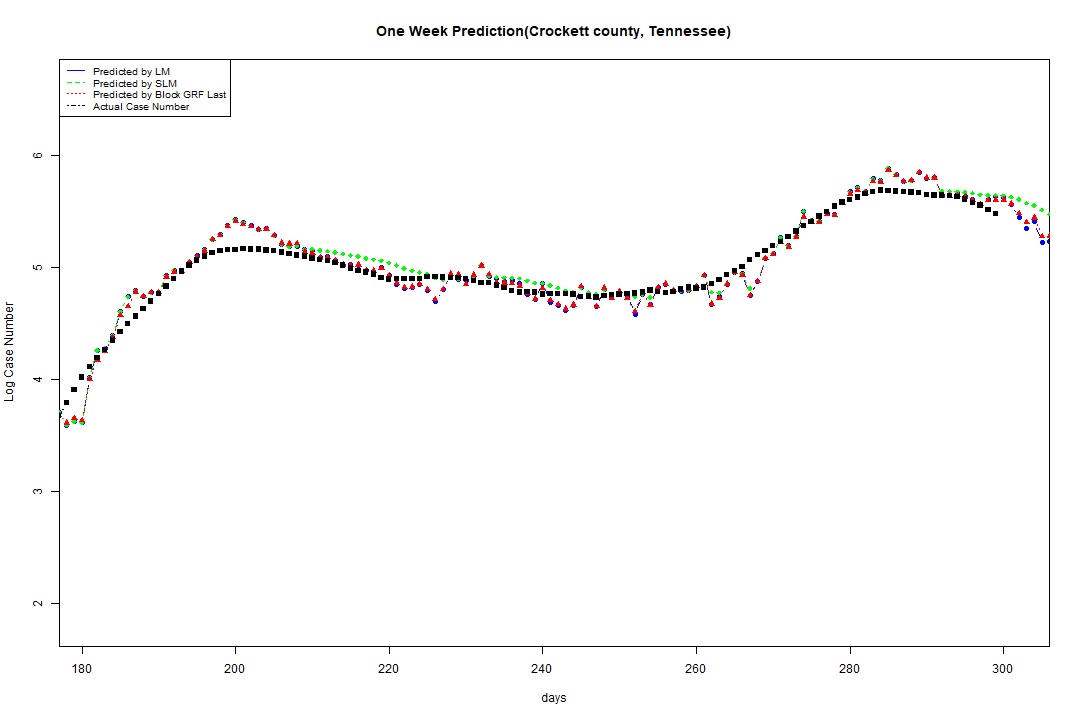 One Week Prediction(Crockett county, Tennessee)
Predicted by LM
Predicted by SLM
Predicted by Block GRF Last
Actual Case Number
6
5
4
3
2
Log Case Number
180 200 220 240 260 280 300
days